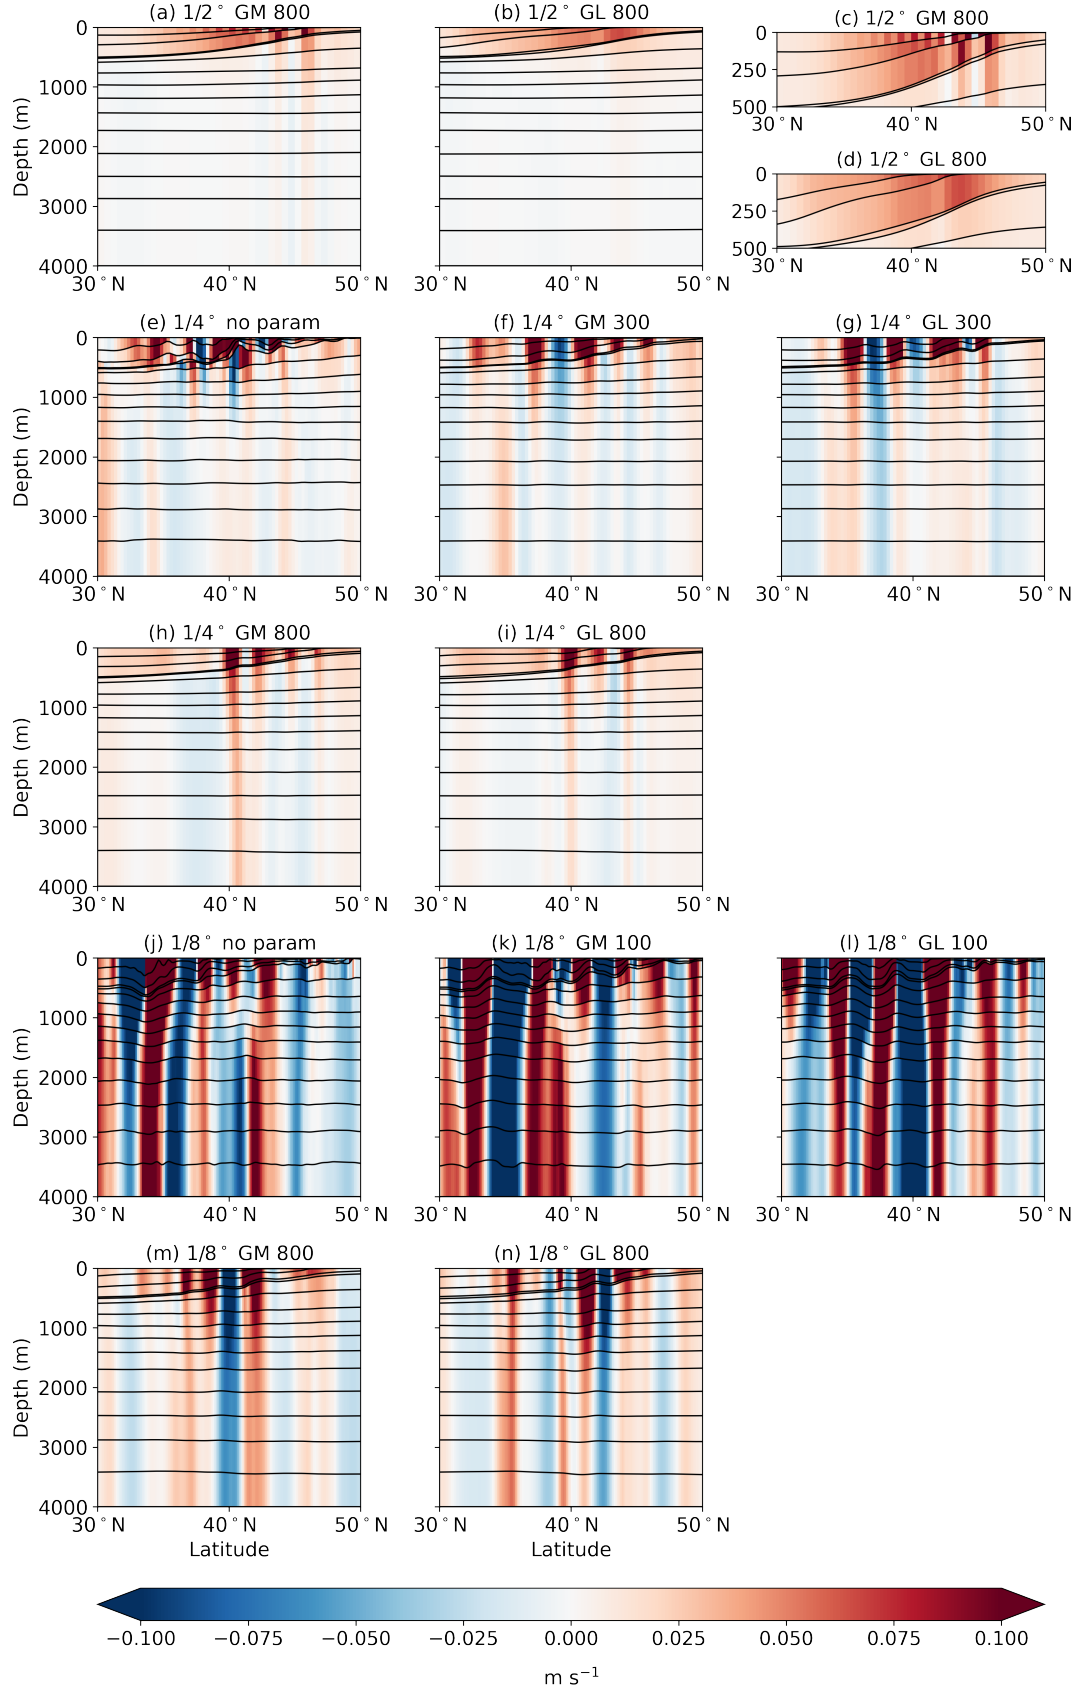 (a) 1/2° GM 800
(b) 1/2° GL 800
(c) 1/2° GM 800
0
250
500
30°N
40°N
50°N
(d) 1/2° GL 800
0
250
500
30°N
40°N
50°N
0
1000
2000
3000
4000
Depth (m)
30°N
40°N
50°N
30°N
40°N
50°N
(e) 1/4° no param
(f) 1/4° GM 300
(g) 1/4° GL 300
0
1000
2000
3000
4000
Depth (m)
30°N
40°N
50°N
30°N
40°N
50°N
30°N
40°N
50°N
(h) 1/4° GM 800
(i) 1/4° GL 800
0
1000
2000
3000
4000
Depth (m)
30°N
40°N
50°N
30°N
40°N
50°N
(j) 1/8° no param
(k) 1/8° GM 100
(l) 1/8° GL 100
0
1000
2000
3000
4000
Depth (m)
30°N
40°N
50°N
30°N
40°N
50°N
30°N
40°N
50°N
(m) 1/8° GM 800
(n) 1/8° GL 800
0
1000
2000
3000
4000
Depth (m)
30°N
40°N
50°N
30°N
40°N
50°N
Latitude
Latitude
−0.100
−0.075
−0.050
−0.025
0.000
0.025
0.050
0.075
0.100
m s⁻¹